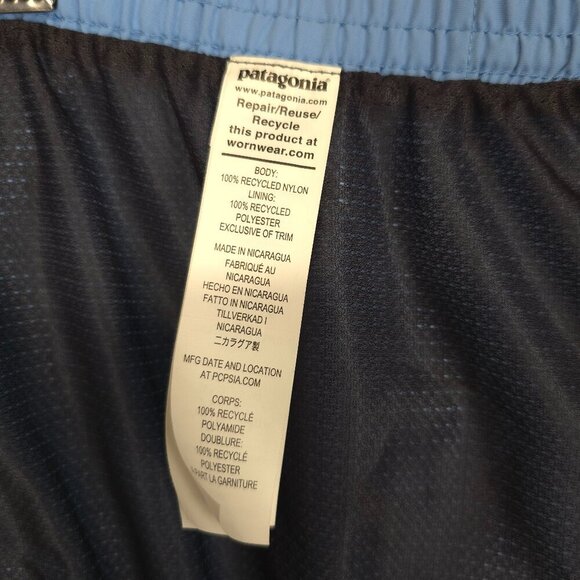 patagonia
www.patagonia.com
Repair/Reuse/
Recycle
this product at
wornwear.com
BODY:
100% RECYCLED NYLON
LINING:
100% RECYCLED
POLYESTER
EXCLUSIVE OF TRIM
MADE IN NICARAGUA
FABRIQUÉ AU
NICARAGUA
HECHO EN NICARAGUA
FATTO IN NICARAGUA
TILLVERKAD I
NICARAGUA
ニカラグア製
MFG DATE AND LOCATION
AT PCPSIA.COM
CORPS:
100% RECYCLÉ
POLYAMIDE
DOUBLURE:
100% RECYCLÉ
POLYESTER
PART LA GARNITURE